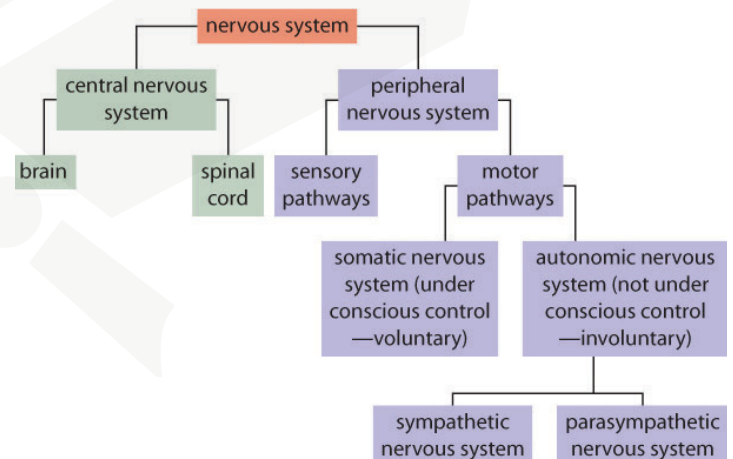 nervous system
central nervous
system
peripheral
nervous system
brain
spinal
cord
sensory
pathways
motor
pathways
somatic nervous
system (under
conscious control
—voluntary)
autonomic nervous
system (not under
conscious control
—involuntary)
sympathetic
nervous system
parasympathetic
nervous system